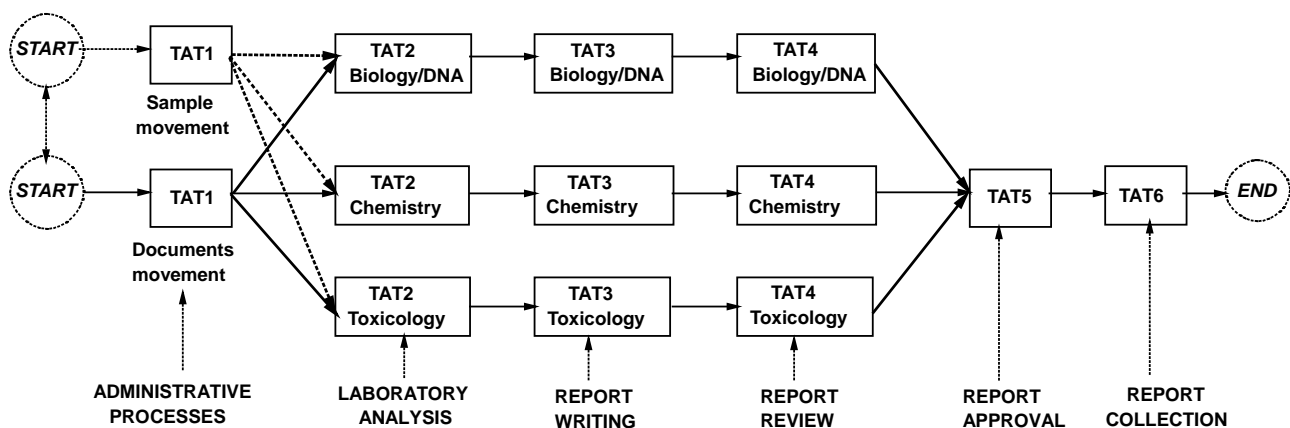 START
TAT1
Sample
movement
TAT2
Biology/DNA
TAT3
Biology/DNA
TAT4
Biology/DNA
START
TAT1
Documents
movement
TAT2
Chemistry
TAT3
Chemistry
TAT4
Chemistry
TAT5
TAT6
END
TAT2
Toxicology
TAT3
Toxicology
TAT4
Toxicology
ADMINISTRATIVE
PROCESSES
LABORATORY
ANALYSIS
REPORT
WRITING
REPORT
REVIEW
REPORT
APPROVAL
REPORT
COLLECTION